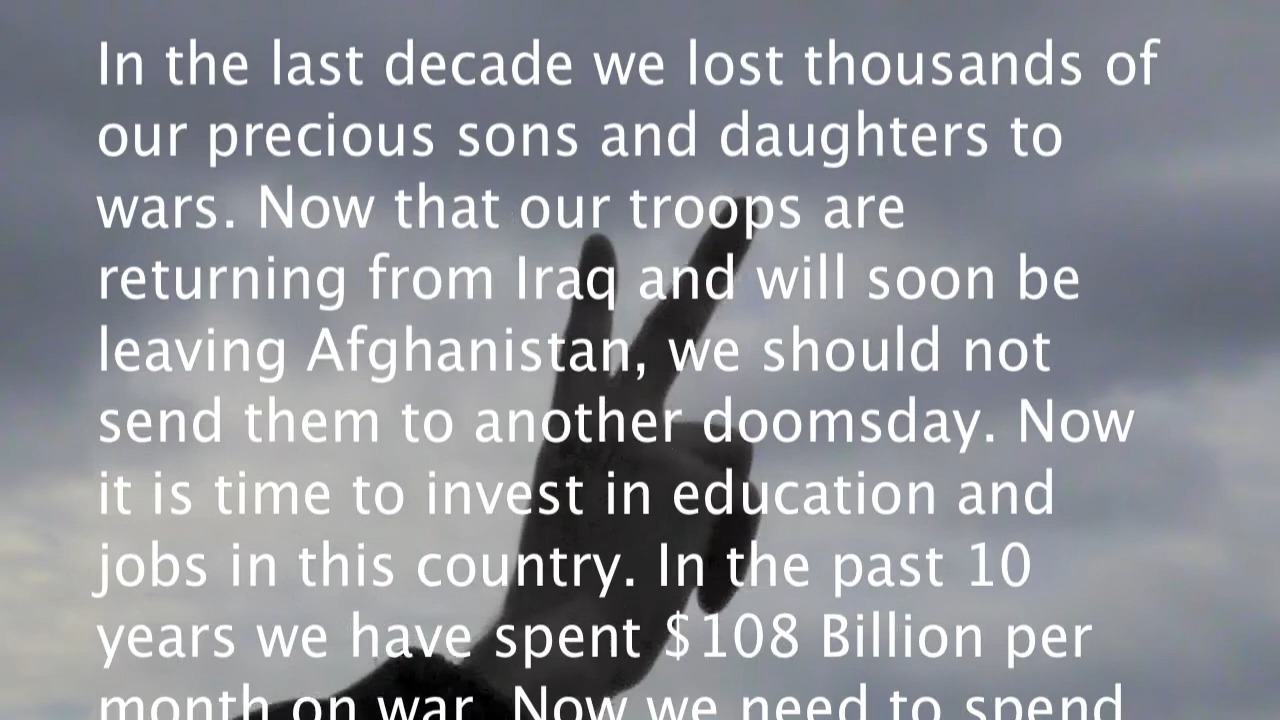 In the last decade we lost thousands of
our precious sons and daughters to
wars. Now that our troops are
returning from Iraq and will soon be
leaving Afghanistan, we should not
send them to another doomsday. Now
it is time to invest in education and
jobs in this country. In the past 10
years we have spent $108 Billion per
month on war. Now we need to spend